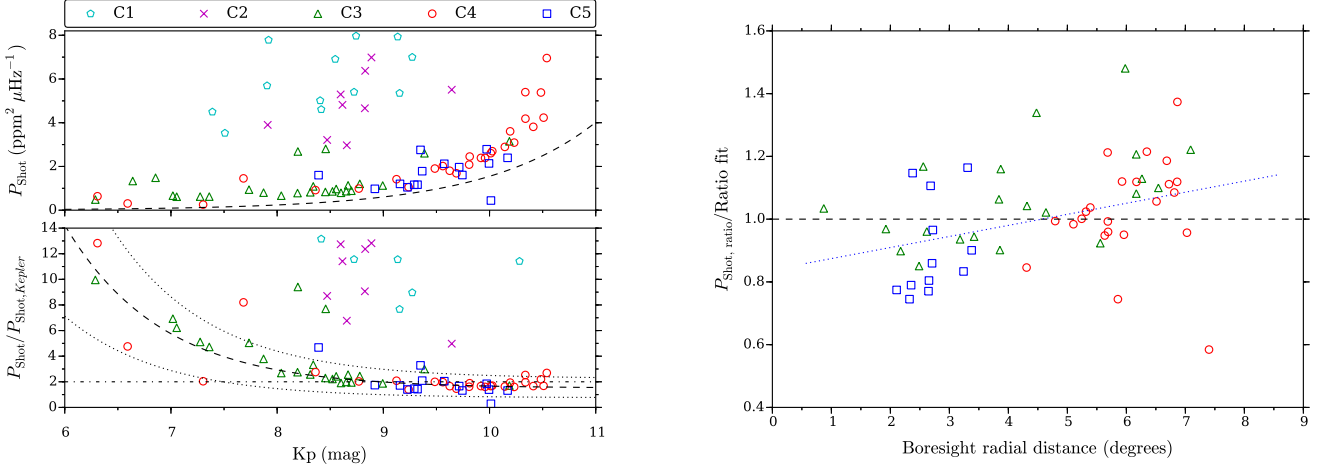 C1 C2 C3 C4 C5
P_Shot (ppm² μHz⁻¹)
8
6
4
2
0
P_Shot/P_Shot,Kepler
14
12
10
8
6
4
2
0
6 7 8 9 10 11
Kp (mag)
P_Shot, ratio/Ratio fit
1.6
1.4
1.2
1.0
0.8
0.6
0.4
0 1 2 3 4 5 6 7 8 9
Boresight radial distance (degrees)